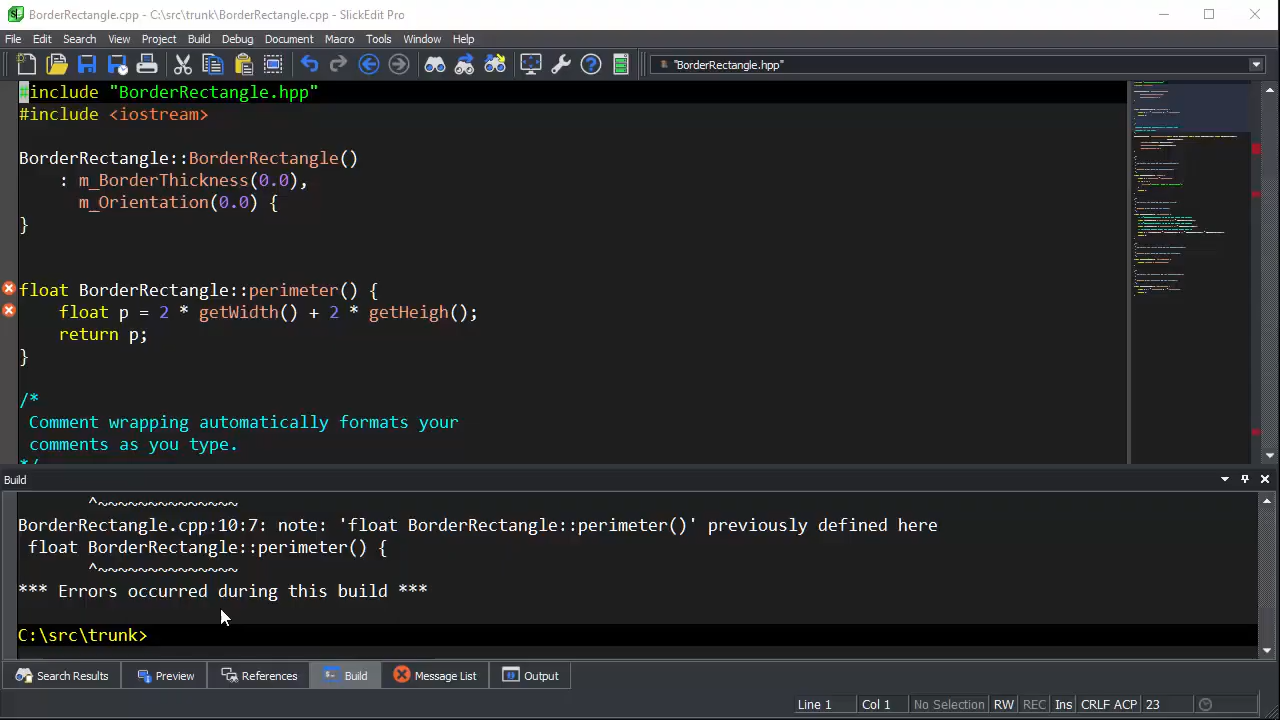 BorderRectangle.cpp - C:\src\trunk\BorderRectangle.cpp - SlickEdit Pro
File Edit Search View Project Build Debug Document Macro Tools Window Help
"BorderRectangle.hpp"
#include "BorderRectangle.hpp"
#include <iostream>
BorderRectangle::BorderRectangle()
: m_BorderThickness(0.0),
m_Orientation(0.0) {
}
float BorderRectangle::perimeter() {
float p = 2 * getWidth() + 2 * getHeigh();
return p;
}
/*
Comment wrapping automatically formats your
comments as you type.
*/
Build
^~~~~~~~~~~~~~~
BorderRectangle.cpp:10:7: note: 'float BorderRectangle::perimeter()' previously defined here
float BorderRectangle::perimeter() {
^~~~~~~~~~~~~~~
*** Errors occurred during this build ***
C:\src\trunk>
Search Results Preview References Build Message List Output
Line 1 Col 1 No Selection RW REC Ins CRLF ACP 23